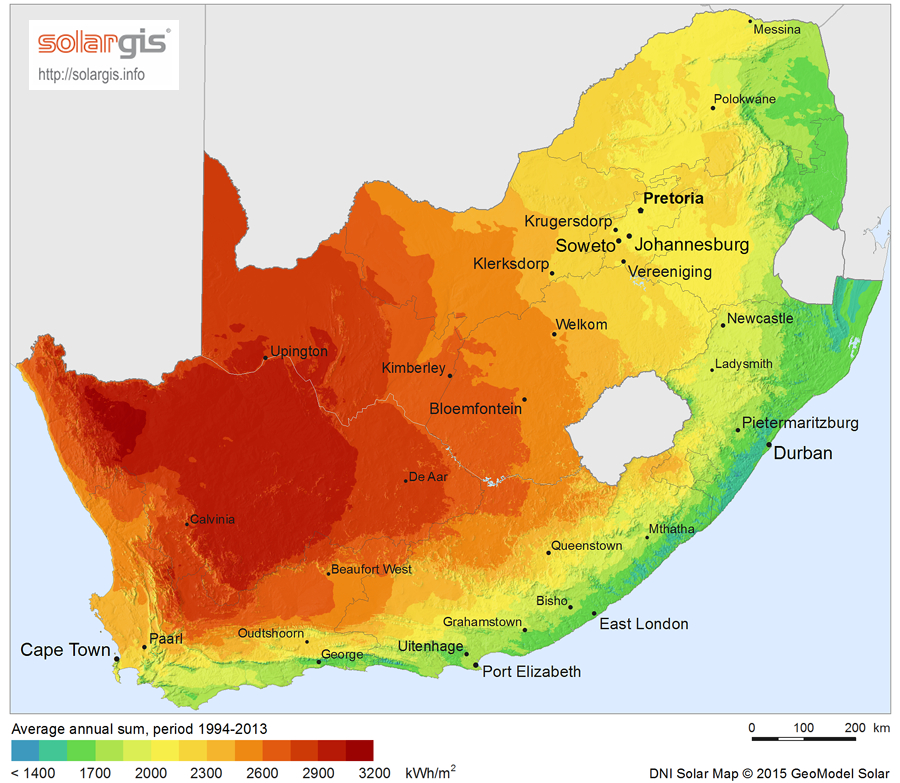 solargis®
http://solargis.info
Messina
Polokwane
Pretoria
Krugersdorp
Soweto
Johannesburg
Klerksdorp
Vereeniging
Newcastle
Welkom
Upington
Ladysmith
Kimberley
Bloemfontein
Pietermaritzburg
Durban
De Aar
Calvinia
Mthatha
Queenstown
Beaufort West
Bisho
Grahamstown
East London
Oudtshoorn
Paarl
Cape Town
George
Uitenhage
Port Elizabeth
Average annual sum, period 1994-2013
0 100 200 km
< 1400 1700 2000 2300 2600 2900 3200 kWh/m²
DNI Solar Map © 2015 GeoModel Solar